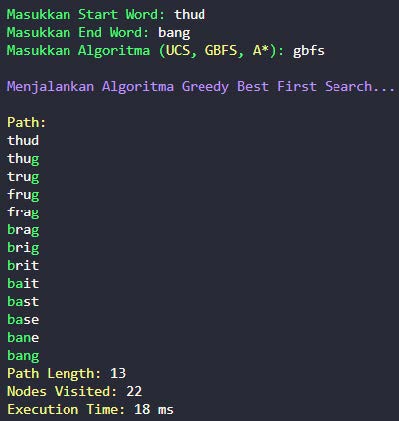 Masukkan Start Word: thud
Masukkan End Word: bang
Masukkan Algoritma (UCS, GBFS, A*): gbfs
Menjalankan Algoritma Greedy Best First Search...
Path:
thud
thug
trug
frug
frag
brag
brig
brit
bait
bast
base
bane
bang
Path Length: 13
Nodes Visited: 22
Execution Time: 18 ms